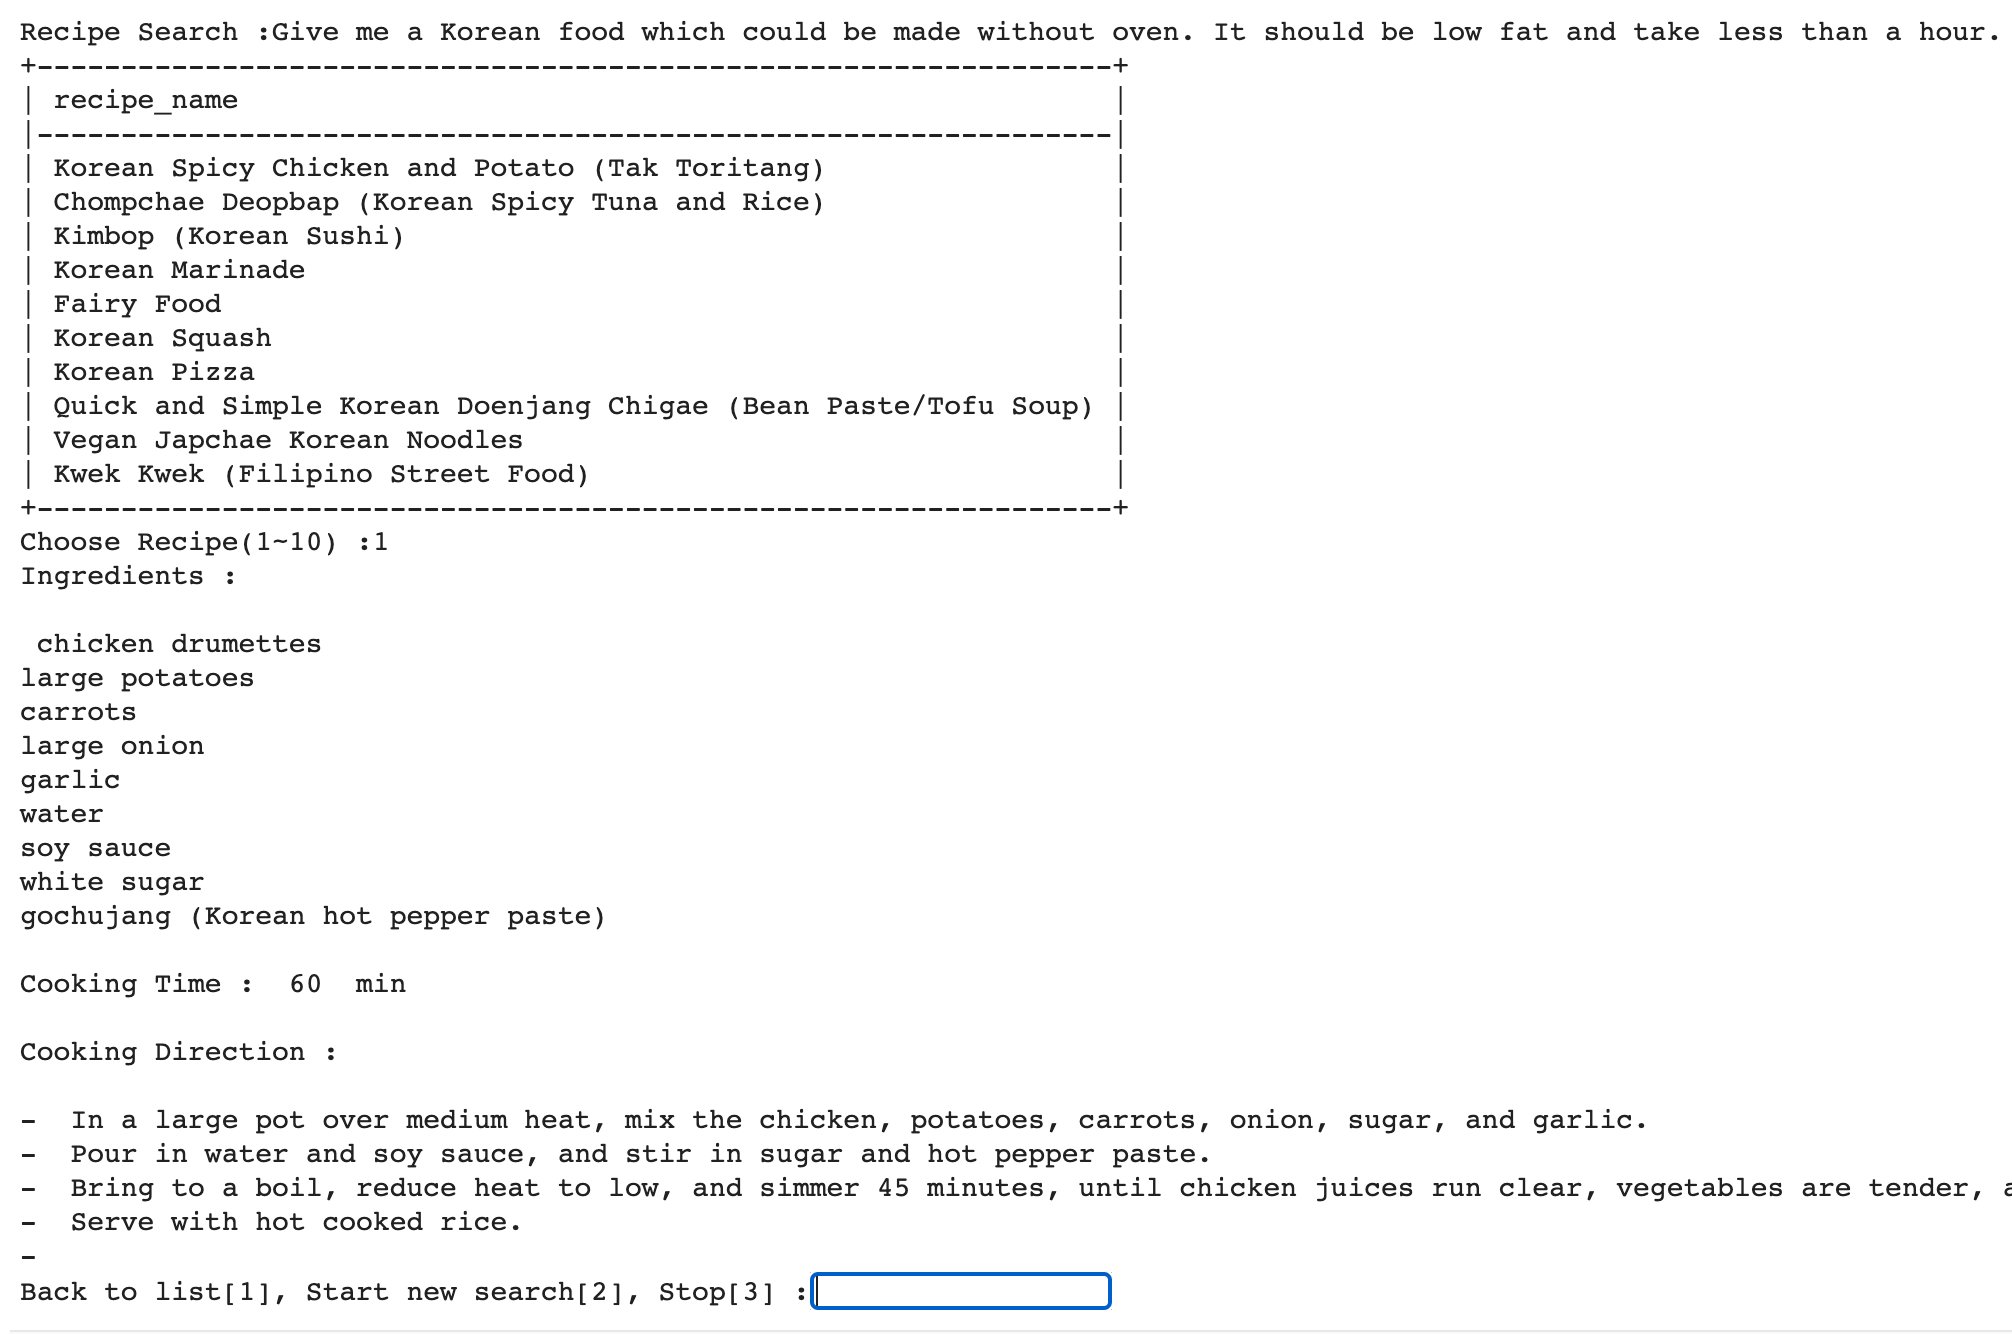 Recipe Search :Give me a Korean food which could be made without oven. It should be low fat and take less than a hour.
+----------------------------------------------------------------+
| recipe_name                                                    |
|----------------------------------------------------------------|
| Korean Spicy Chicken and Potato (Tak Toritang)                 |
| Chompchae Deopbap (Korean Spicy Tuna and Rice)                 |
| Kimbop (Korean Sushi)                                          |
| Korean Marinade                                                |
| Fairy Food                                                     |
| Korean Squash                                                  |
| Korean Pizza                                                   |
| Quick and Simple Korean Doenjang Chigae (Bean Paste/Tofu Soup) |
| Vegan Japchae Korean Noodles                                   |
| Kwek Kwek (Filipino Street Food)                               |
+----------------------------------------------------------------+
Choose Recipe(1~10) :1
Ingredients :
chicken drumettes
large potatoes
carrots
large onion
garlic
water
soy sauce
white sugar
gochujang (Korean hot pepper paste)
Cooking Time :  60  min
Cooking Direction :
-  In a large pot over medium heat, mix the chicken, potatoes, carrots, onion, sugar, and garlic.
-  Pour in water and soy sauce, and stir in sugar and hot pepper paste.
-  Bring to a boil, reduce heat to low, and simmer 45 minutes, until chicken juices run clear, vegetables are tender,
-  Serve with hot cooked rice.
-
Back to list[1], Start new search[2], Stop[3] :